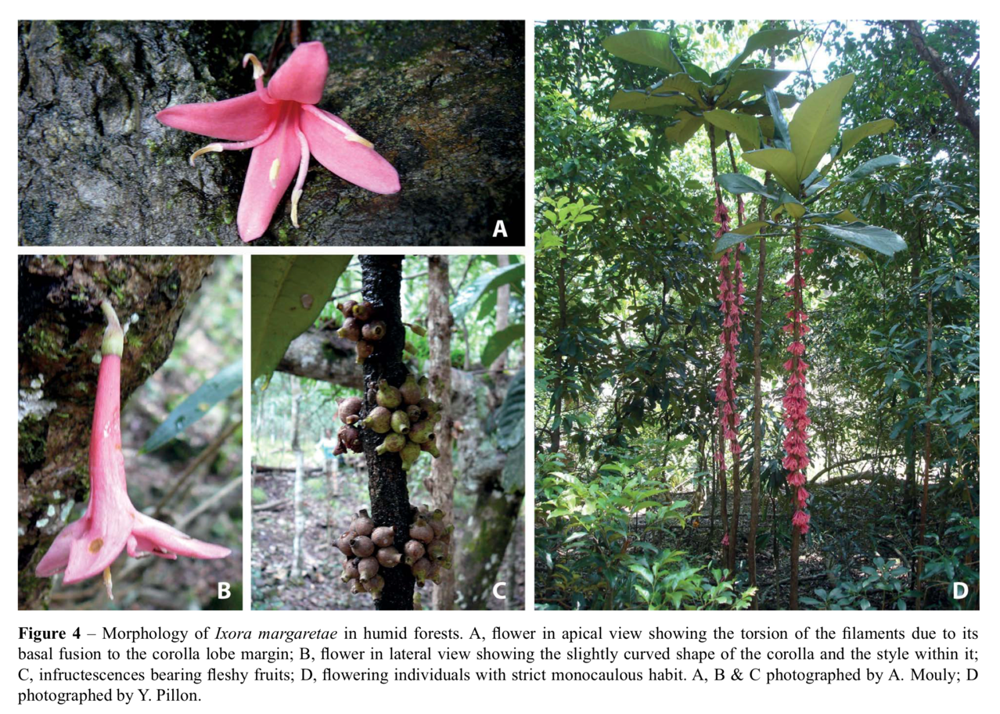 A
B
C
D
Figure 4 – Morphology of Ixora margaretae in humid forests. A, flower in apical view showing the torsion of the filaments due to its
basal fusion to the corolla lobe margin; B, flower in lateral view showing the slightly curved shape of the corolla and the style within it;
C, infructescences bearing fleshy fruits; D, flowering individuals with strict monocaulous habit. A, B & C photographed by A. Mouly; D
photographed by Y. Pillon.